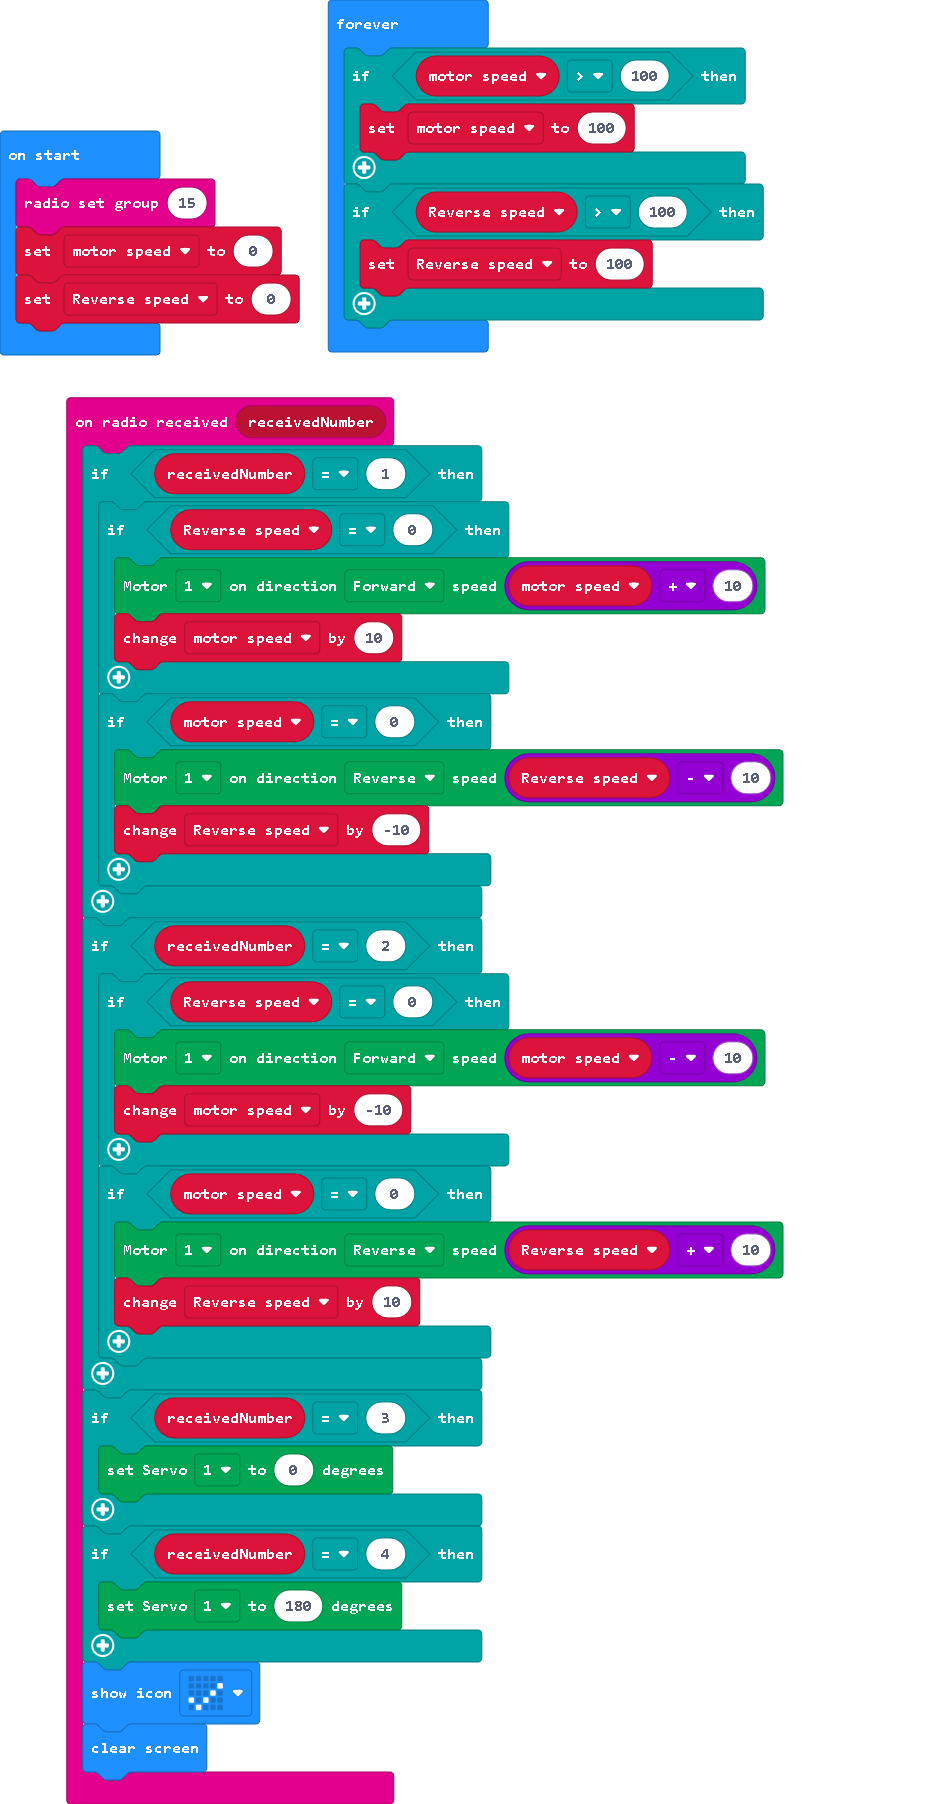 forever
if motor speed > 100 then
set motor speed to 100
if Reverse speed > 100 then
set Reverse speed to 100
on start
radio set group 15
set motor speed to 0
set Reverse speed to 0
on radio received receivedNumber
if receivedNumber = 1 then
if Reverse speed = 0 then
Motor 1 on direction Forward speed motor speed + 10
change motor speed by 10
if motor speed = 0 then
Motor 1 on direction Reverse speed Reverse speed - 10
change Reverse speed by -10
if receivedNumber = 2 then
if Reverse speed = 0 then
Motor 1 on direction Forward speed motor speed - 10
change motor speed by -10
if motor speed = 0 then
Motor 1 on direction Reverse speed Reverse speed + 10
change Reverse speed by 10
if receivedNumber = 3 then
set Servo 1 to 0 degrees
if receivedNumber = 4 then
set Servo 1 to 180 degrees
show icon
clear screen